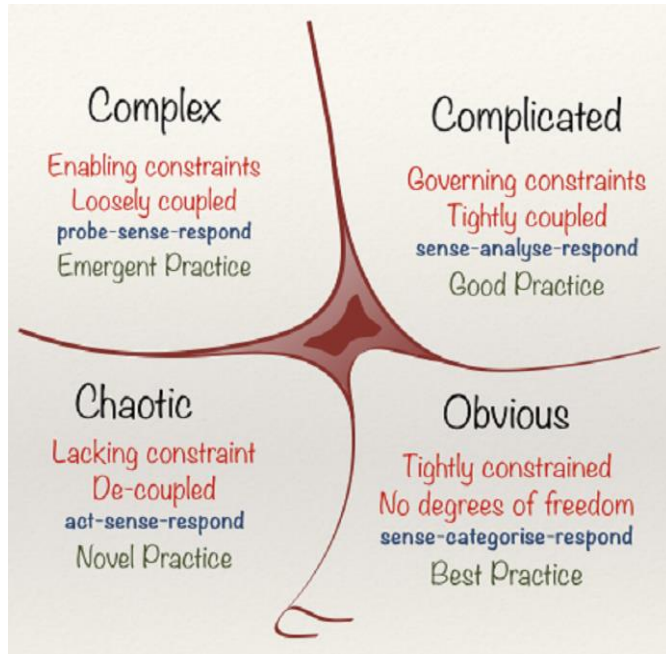 Complex
Enabling constraints
Loosely coupled
probe-sense-respond
Emergent Practice
Complicated
Governing constraints
Tightly coupled
sense-analyse-respond
Good Practice
Chaotic
Lacking constraint
De-coupled
act-sense-respond
Novel Practice
Obvious
Tightly constrained
No degrees of freedom
sense-categorise-respond
Best Practice